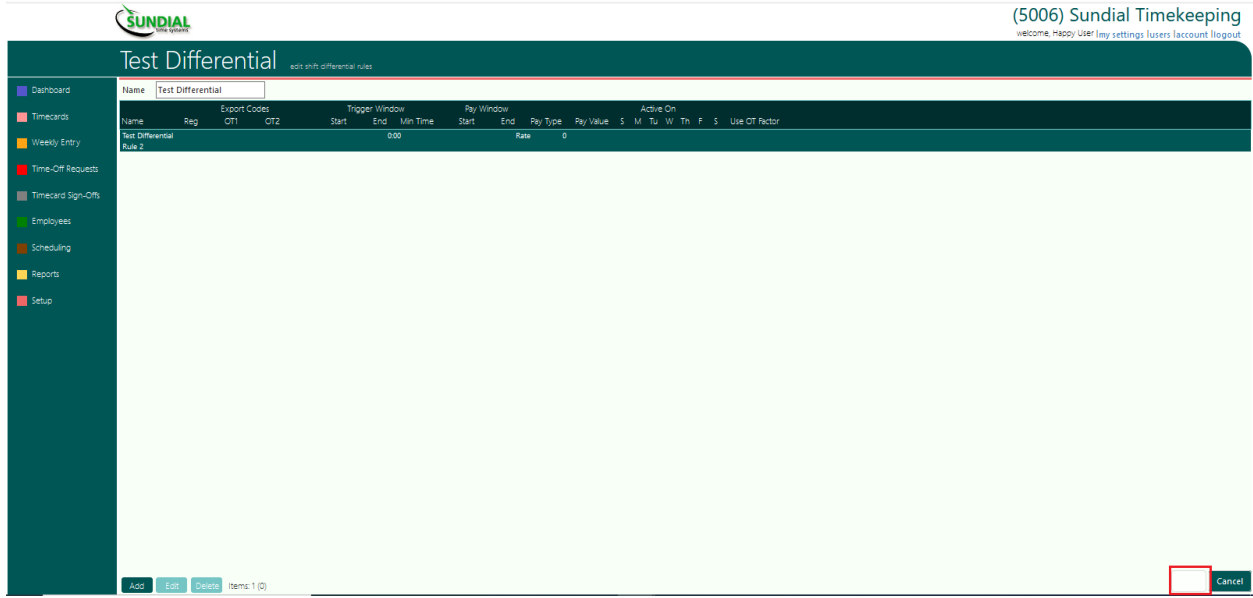 SUNDIAL
time systems
(5006) Sundial Timekeeping
welcome, Happy User |my settings |users |account |logout
Test Differential edit shift differential rules
Dashboard
Timecards
Weekly Entry
Time-Off Requests
Timecard Sign-Offs
Employees
Scheduling
Reports
Setup
Name Test Differential
Export Codes Trigger Window Pay Window Active On
Name Reg OT1 OT2 Start End Min Time Start End Pay Type Pay Value S M Tu W Th F S Use OT Factor
Test Differential 0:00 Rate 0
Rule 2
Add Edit Delete Items: 1 (0)
Cancel